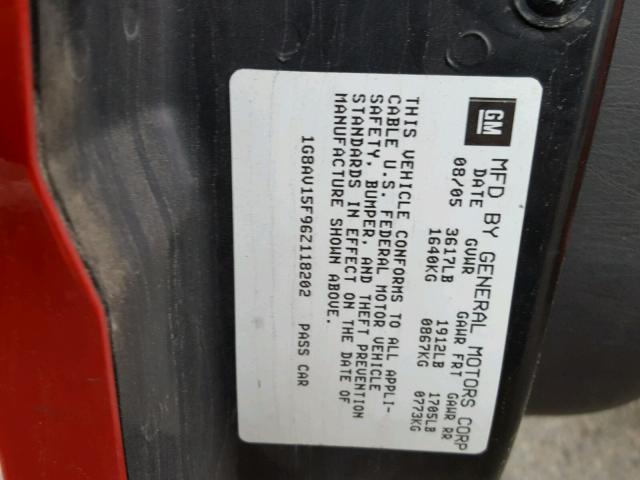 GM MFD BY GENERAL MOTORS CORP
DATE GVWR GAWR FRT GAWR RR
08/05 3617LB 1912LB 1705LB
1640KG 0867KG 0773KG
THIS VEHICLE CONFORMS TO ALL APPLI-
CABLE U.S. FEDERAL MOTOR VEHICLE
SAFETY, BUMPER, AND THEFT PREVENTION
STANDARDS IN EFFECT ON THE DATE OF
MANUFACTURE SHOWN ABOVE.
1G8AV15F96Z118202 PASS CAR